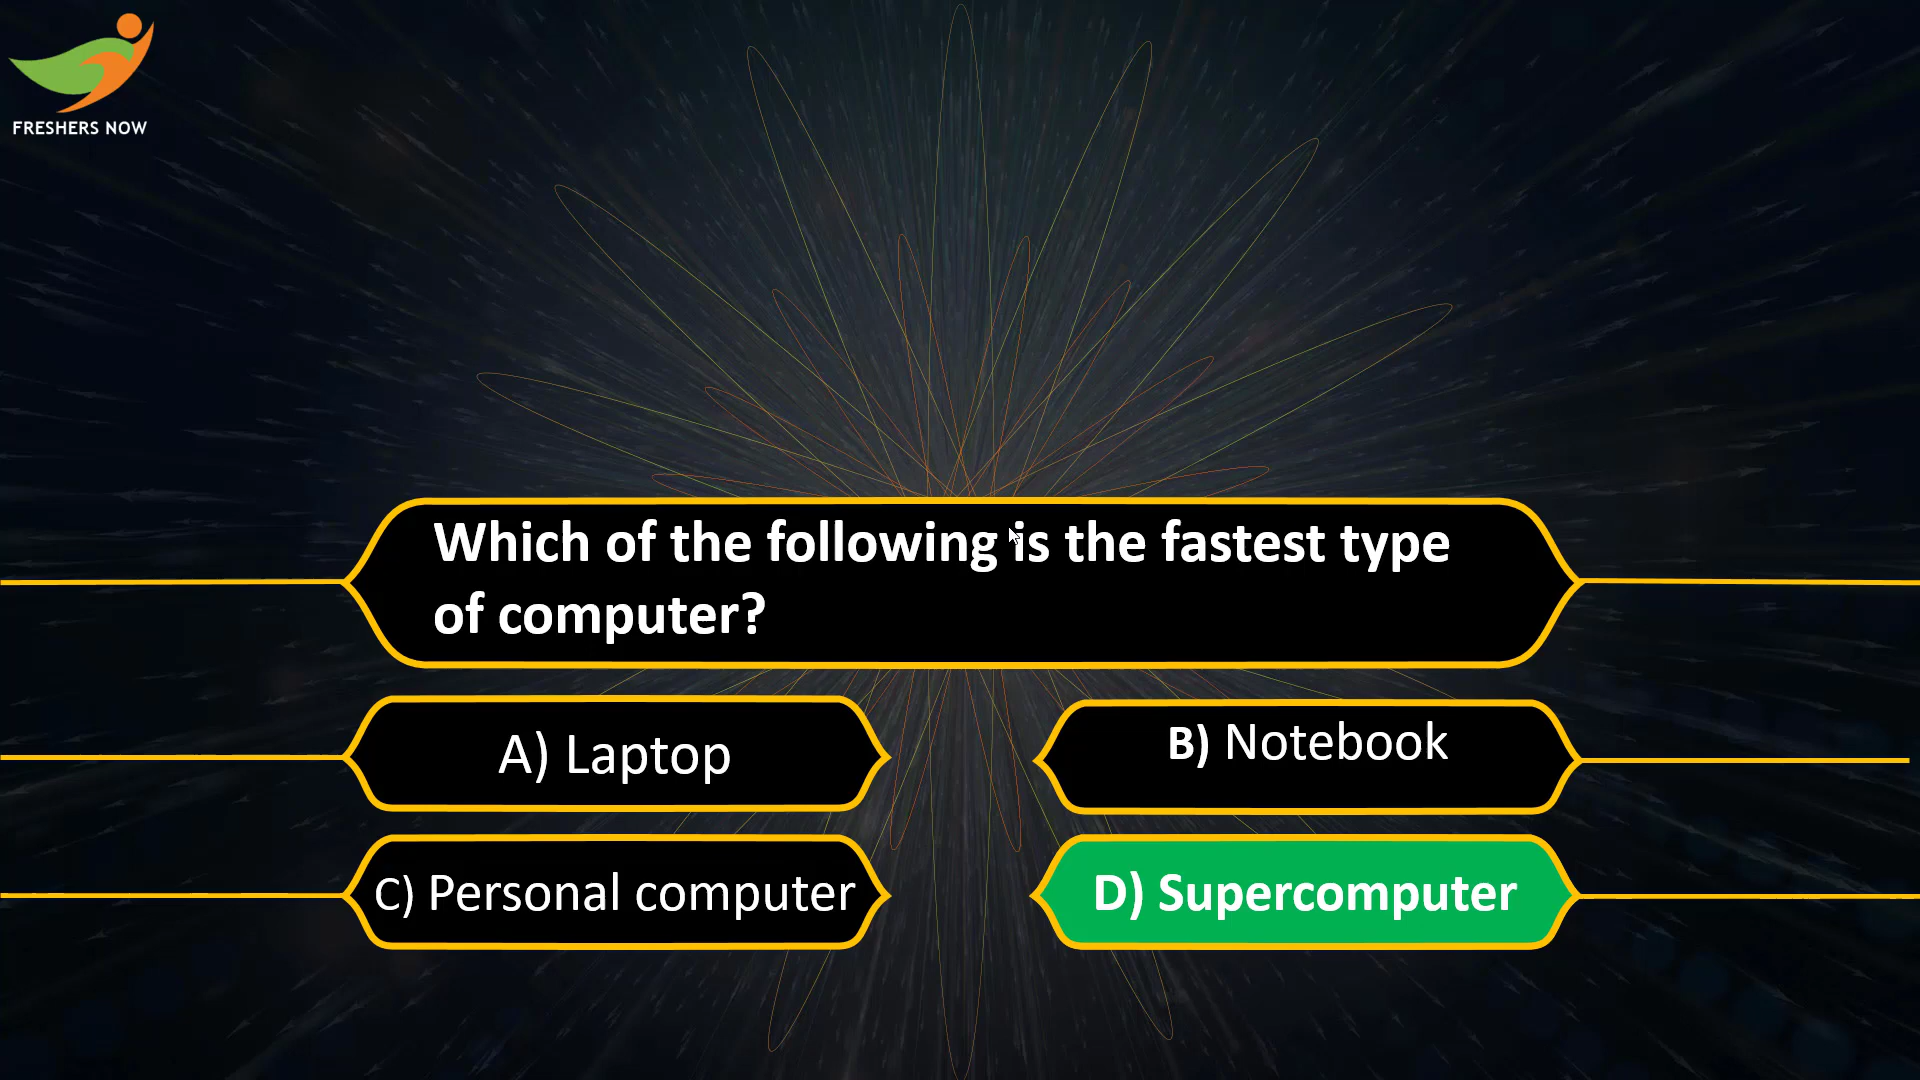 FRESHERS NOW
Which of the following is the fastest type
of computer?
A) Laptop
B) Notebook
C) Personal computer
D) Supercomputer